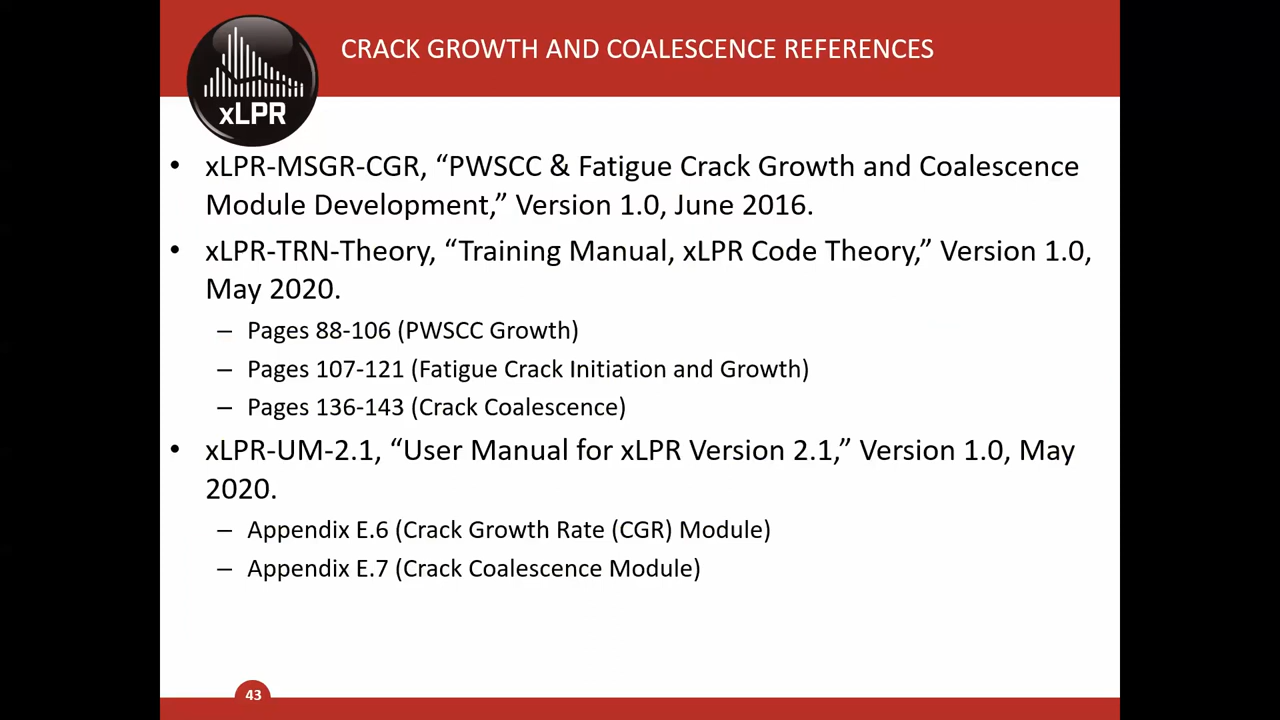 xLPR
CRACK GROWTH AND COALESCENCE REFERENCES
• xLPR-MSGR-CGR, “PWSCC & Fatigue Crack Growth and Coalescence
Module Development,” Version 1.0, June 2016.
• xLPR-TRN-Theory, “Training Manual, xLPR Code Theory,” Version 1.0,
May 2020.
– Pages 88-106 (PWSCC Growth)
– Pages 107-121 (Fatigue Crack Initiation and Growth)
– Pages 136-143 (Crack Coalescence)
• xLPR-UM-2.1, “User Manual for xLPR Version 2.1,” Version 1.0, May
2020.
– Appendix E.6 (Crack Growth Rate (CGR) Module)
– Appendix E.7 (Crack Coalescence Module)
43